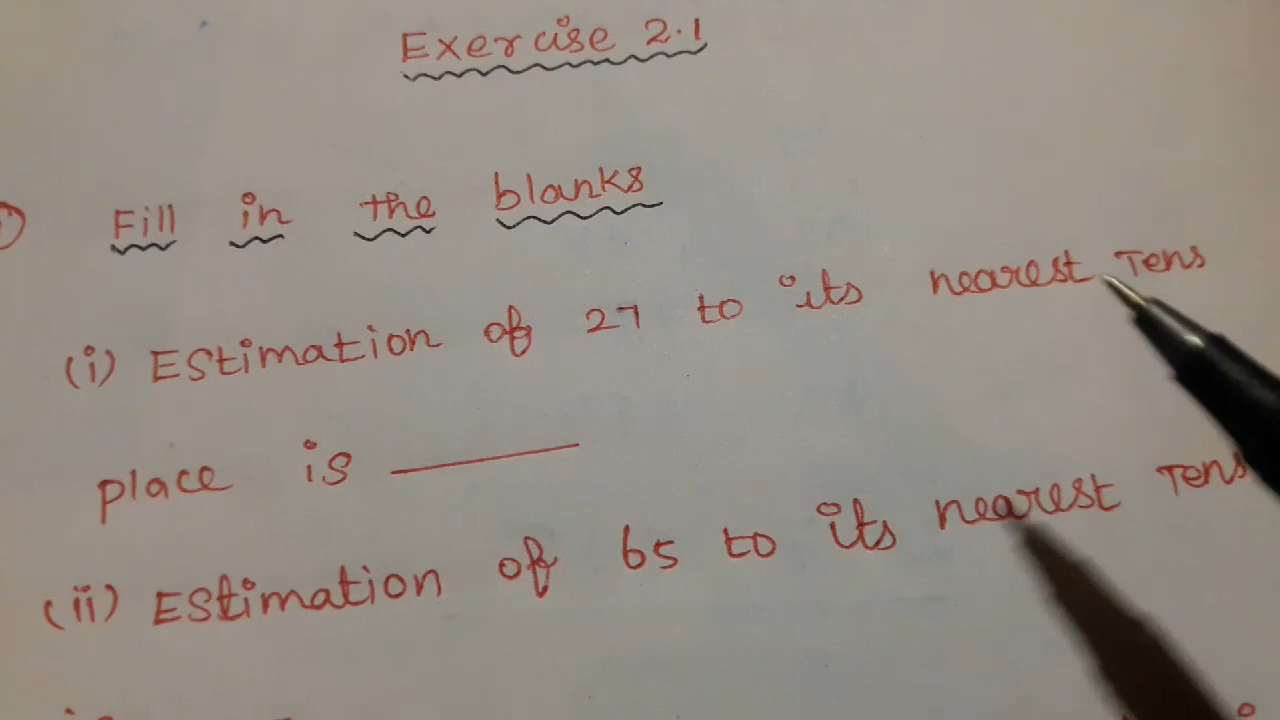 Exercise 2.1
Fill in the blanks
(i) Estimation of 27 to its nearest Tens
place is
(ii) Estimation of 65 to its nearest Tens